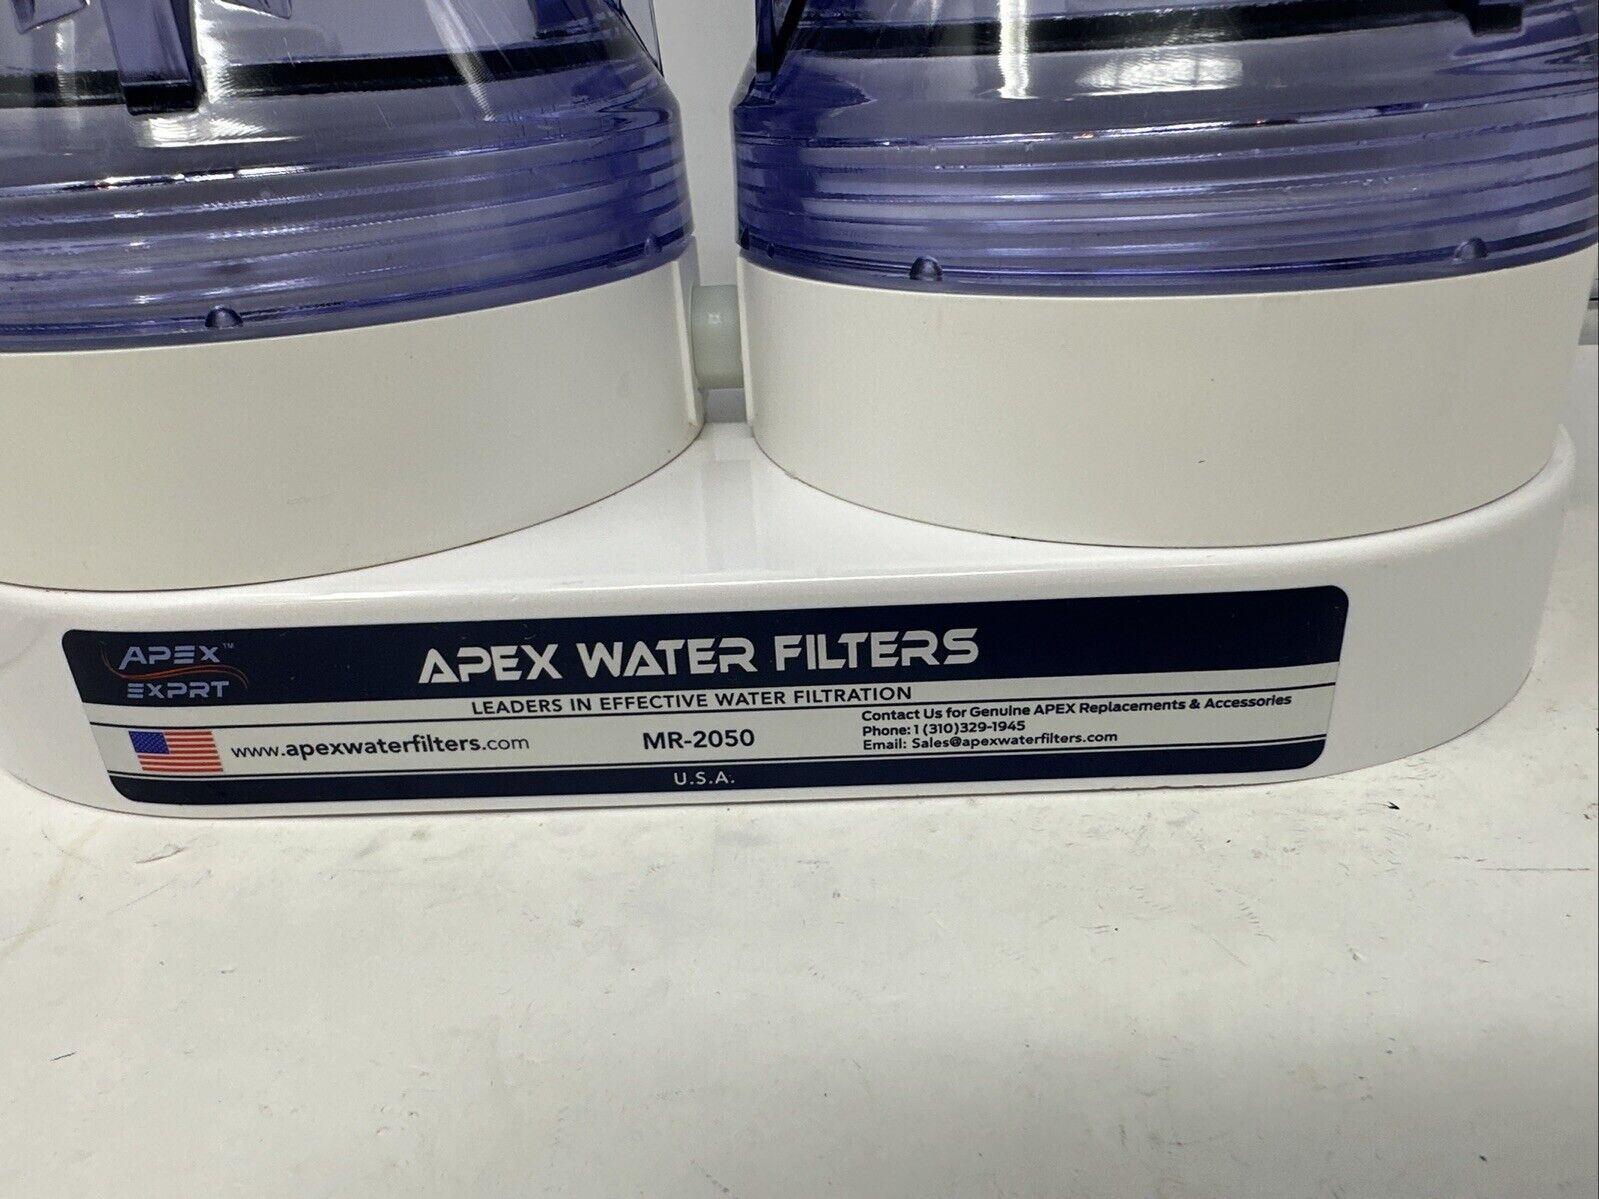 APEX™
EXPRT
APEX WATER FILTERS
LEADERS IN EFFECTIVE WATER FILTRATION
www.apexwaterfilters.com
MR-2050
Contact Us for Genuine APEX Replacements & Accessories
Phone: 1 (310)329-1945
Email: Sales@apexwaterfilters.com
U.S.A.